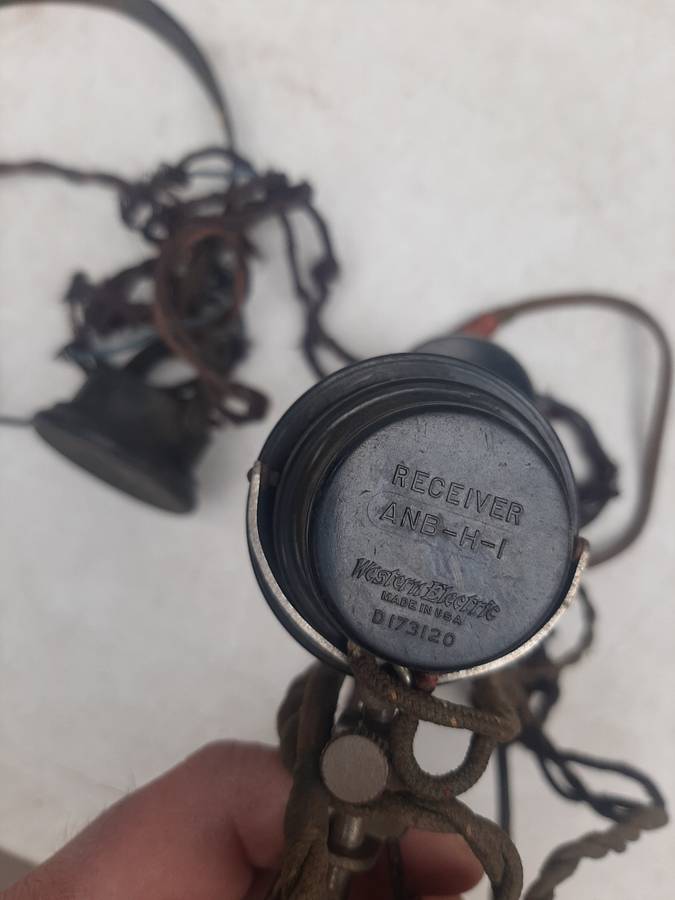 RECEIVER
ANB-H-1
Western Electric
MADE IN USA
D173120